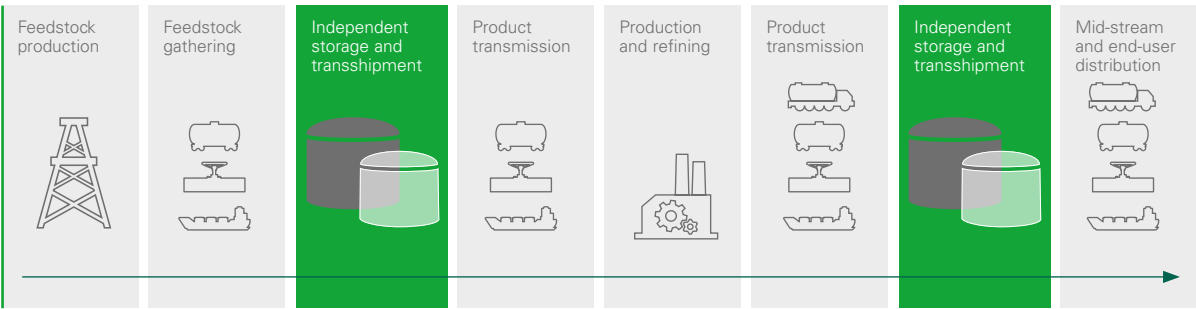 Feedstock
production
Feedstock
gathering
Independent
storage and
transshipment
Product
transmission
Production
and refining
Product
transmission
Independent
storage and
transshipment
Mid-stream
and end-user
distribution